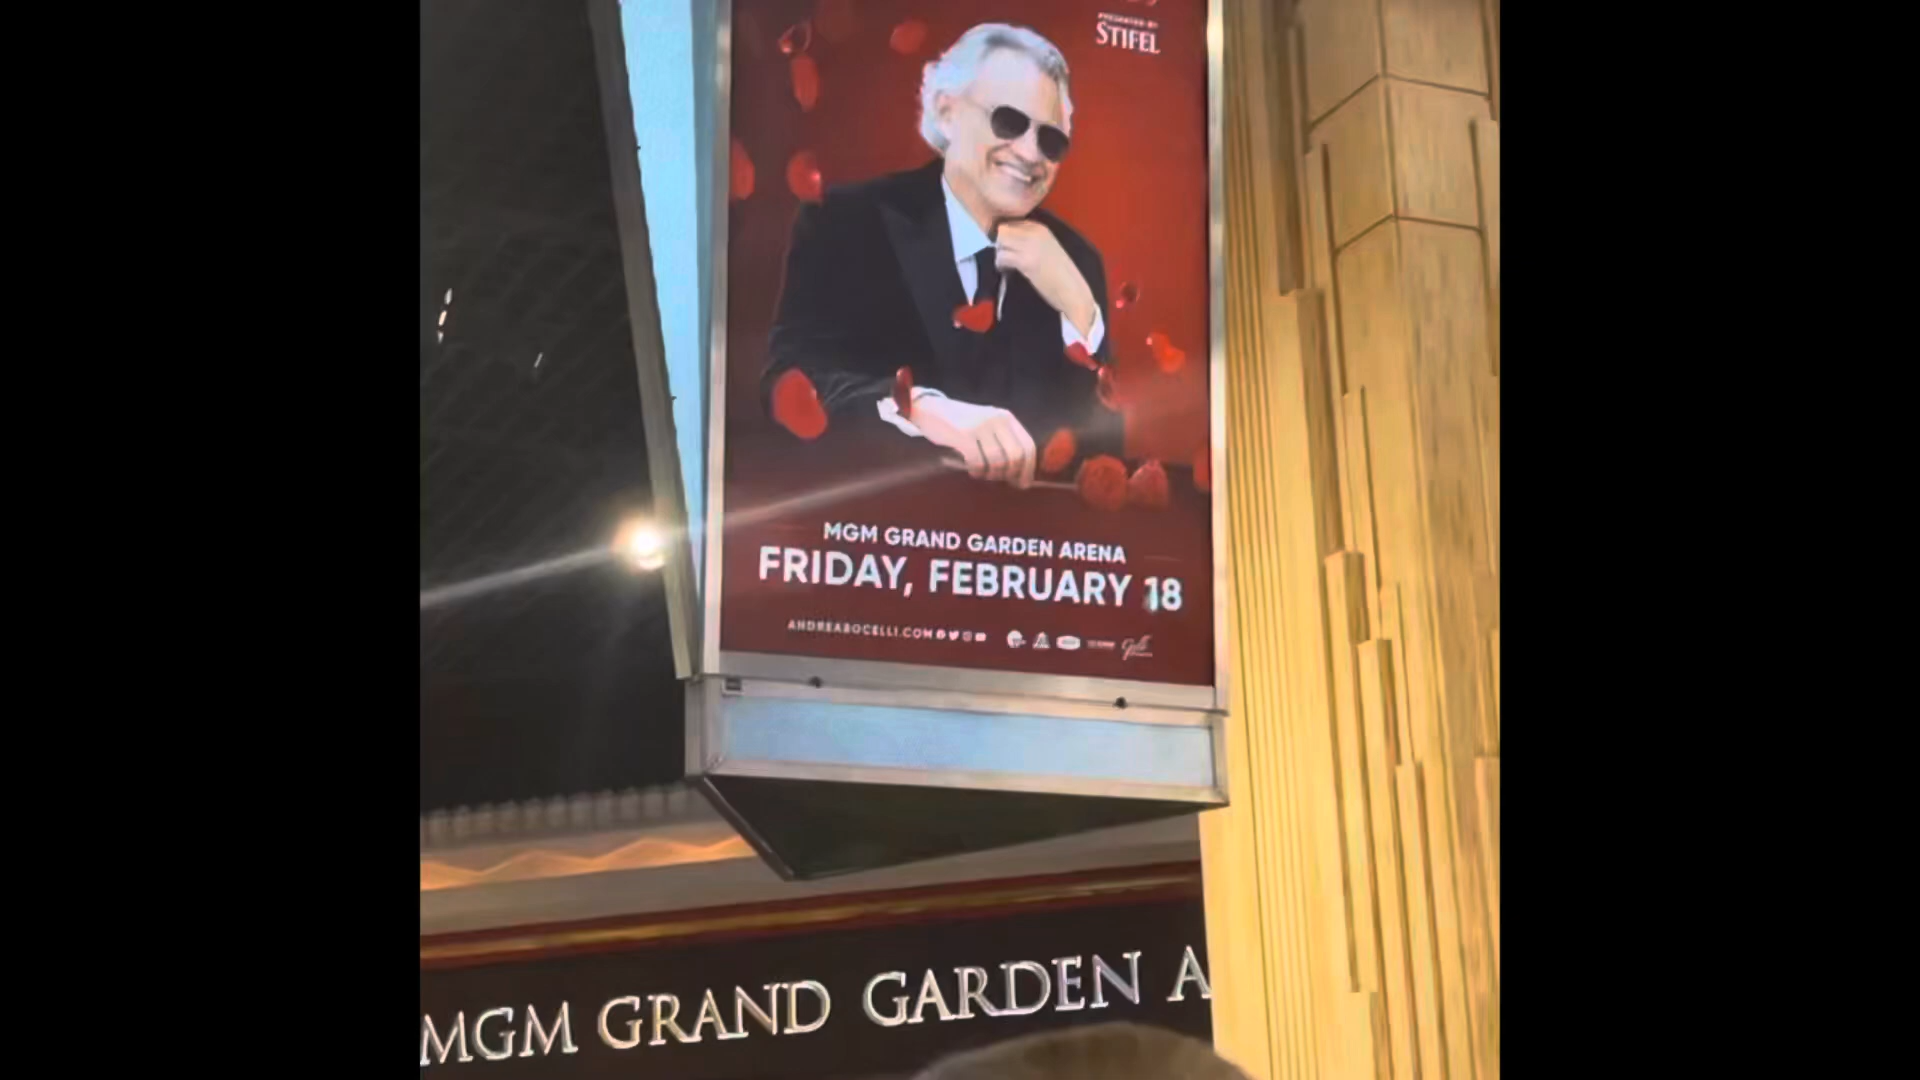 PRESENTED BY
STIFEL
MGM GRAND GARDEN ARENA
FRIDAY, FEBRUARY 18
ANDREABOCELLI.COM
MGM GRAND GARDEN A